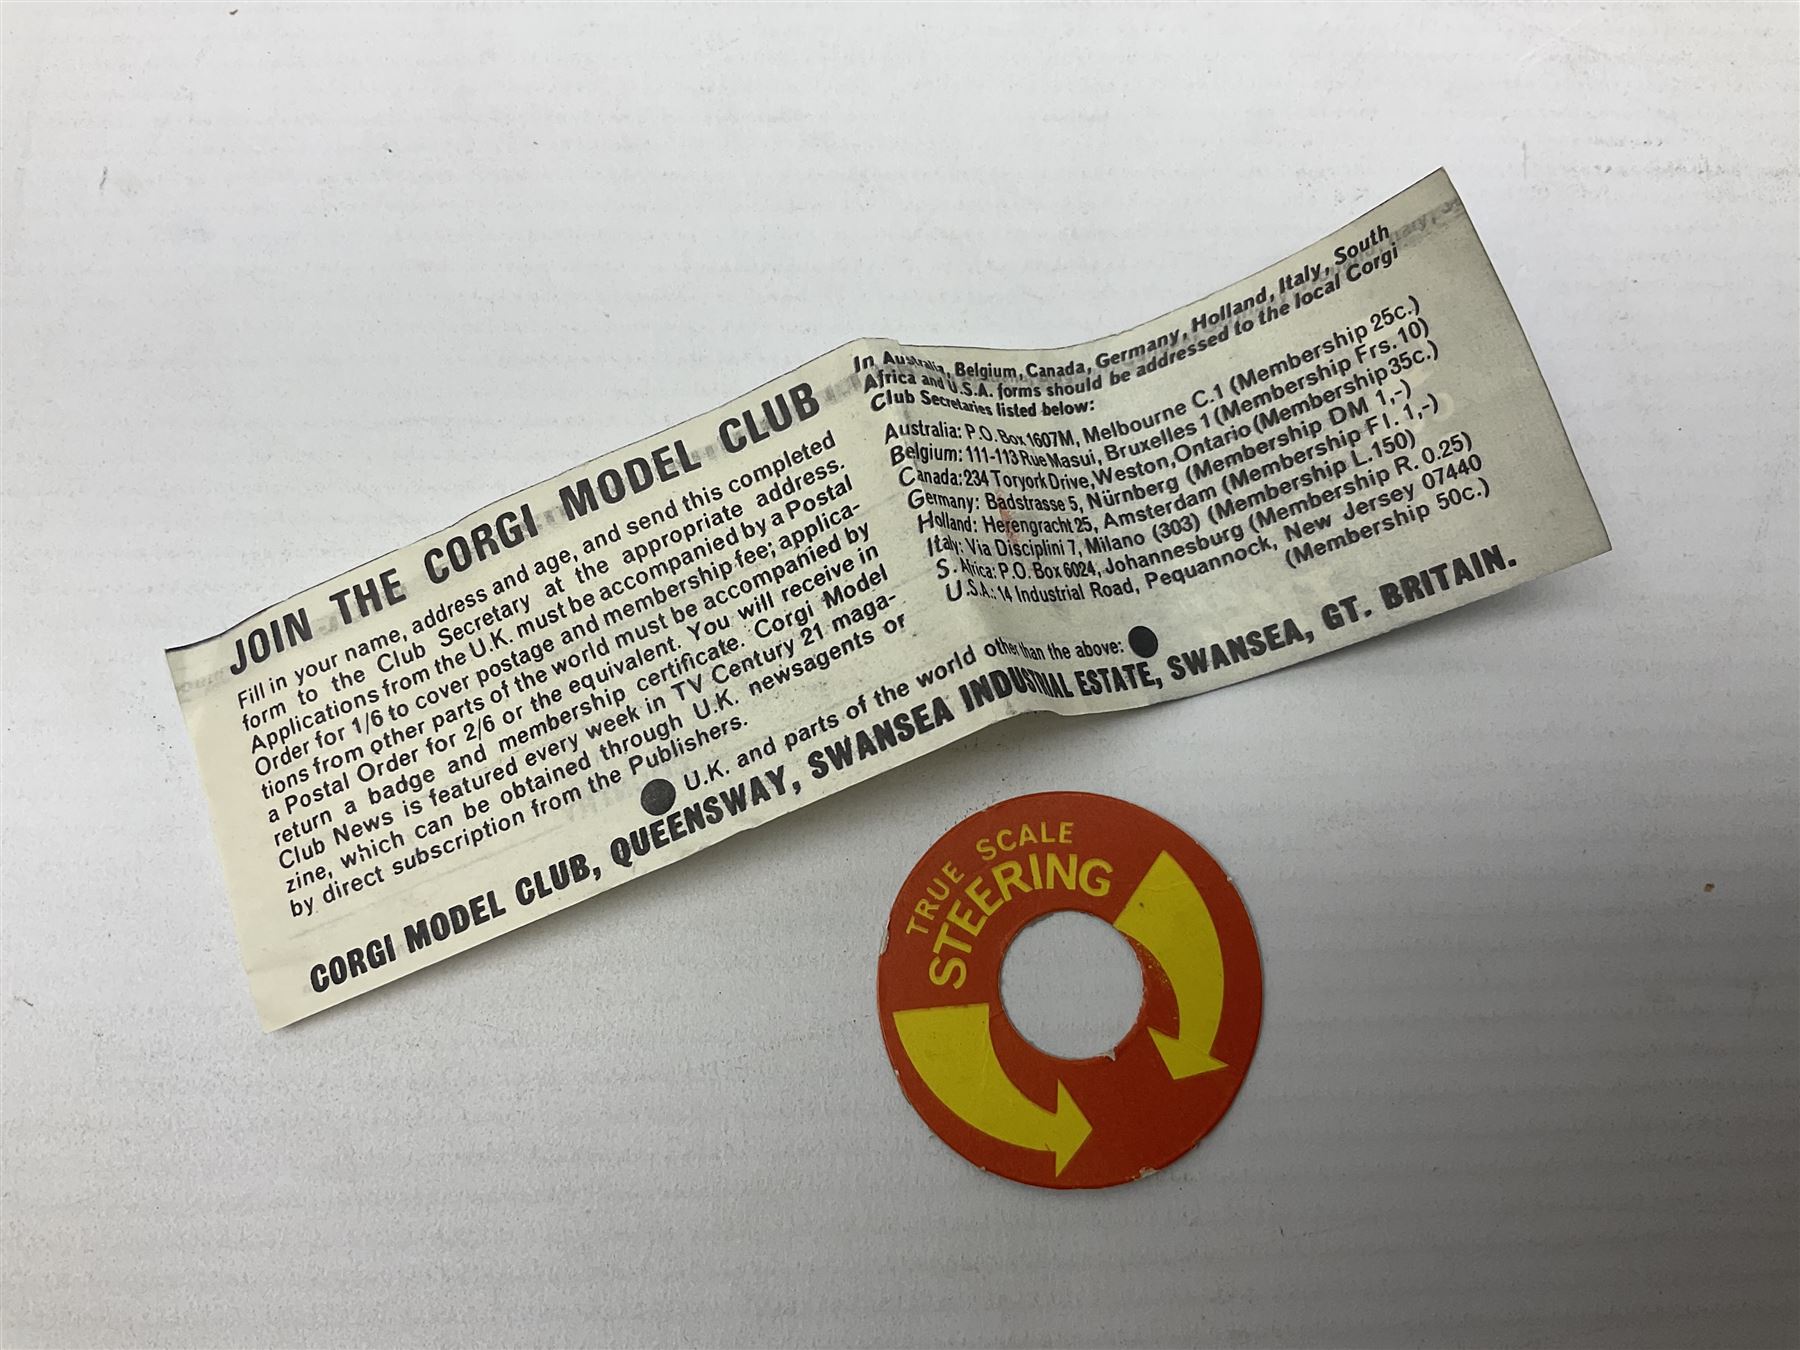 JOIN THE CORGI MODEL CLUB
Fill in your name, address and age, and send this completed
form to the Club Secretary at the appropriate address.
Applications from the U.K. must be accompanied by a Postal
Order for 1/6 to cover postage and membership fee; applica-
tions from other parts of the world must be accompanied by
a Postal Order for 2/6 or the equivalent. You will receive in
return a badge and membership certificate. Corgi Model
Club News is featured every week in TV Century 21 maga-
zine, which can be obtained through U.K. newsagents or
by direct subscription from the Publishers.
In Australia, Belgium, Canada, Germany, Holland, Italy, South
Africa and U.S.A. forms should be addressed to the local Corgi
Club Secretaries listed below:
Australia: P.O. Box 1607M, Melbourne C.1 (Membership 25c.)
Belgium: 111-113 Rue Masui, Bruxelles 1 (Membership Frs. 10)
Canada: 234 Toryork Drive, Weston, Ontario (Membership 35c.)
Germany: Badstrasse 5, Nürnberg (Membership DM 1,-)
Holland: Herengracht 25, Amsterdam (Membership Fl. 1,-)
Italy: Via Disciplini 7, Milano (303) (Membership L.150)
S. Africa: P.O. Box 6024, Johannesburg (Membership R. 0.25)
U.S.A.: 14 Industrial Road, Pequannock, New Jersey 07440
(Membership 50c.)
U.K. and parts of the world other than the above:
CORGI MODEL CLUB, QUEENSWAY, SWANSEA INDUSTRIAL ESTATE, SWANSEA, GT. BRITAIN.
TRUE SCALE
STEERING